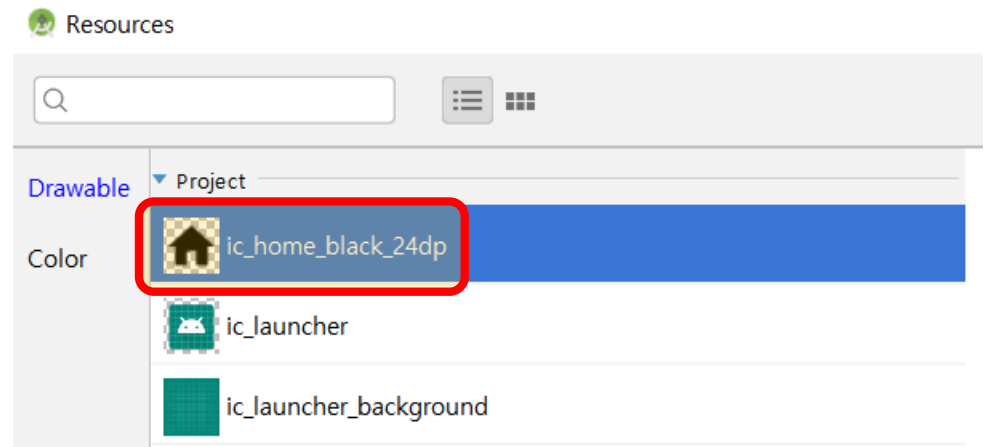 Resources
Drawable
Project
ic_home_black_24dp
Color
ic_launcher
ic_launcher_background